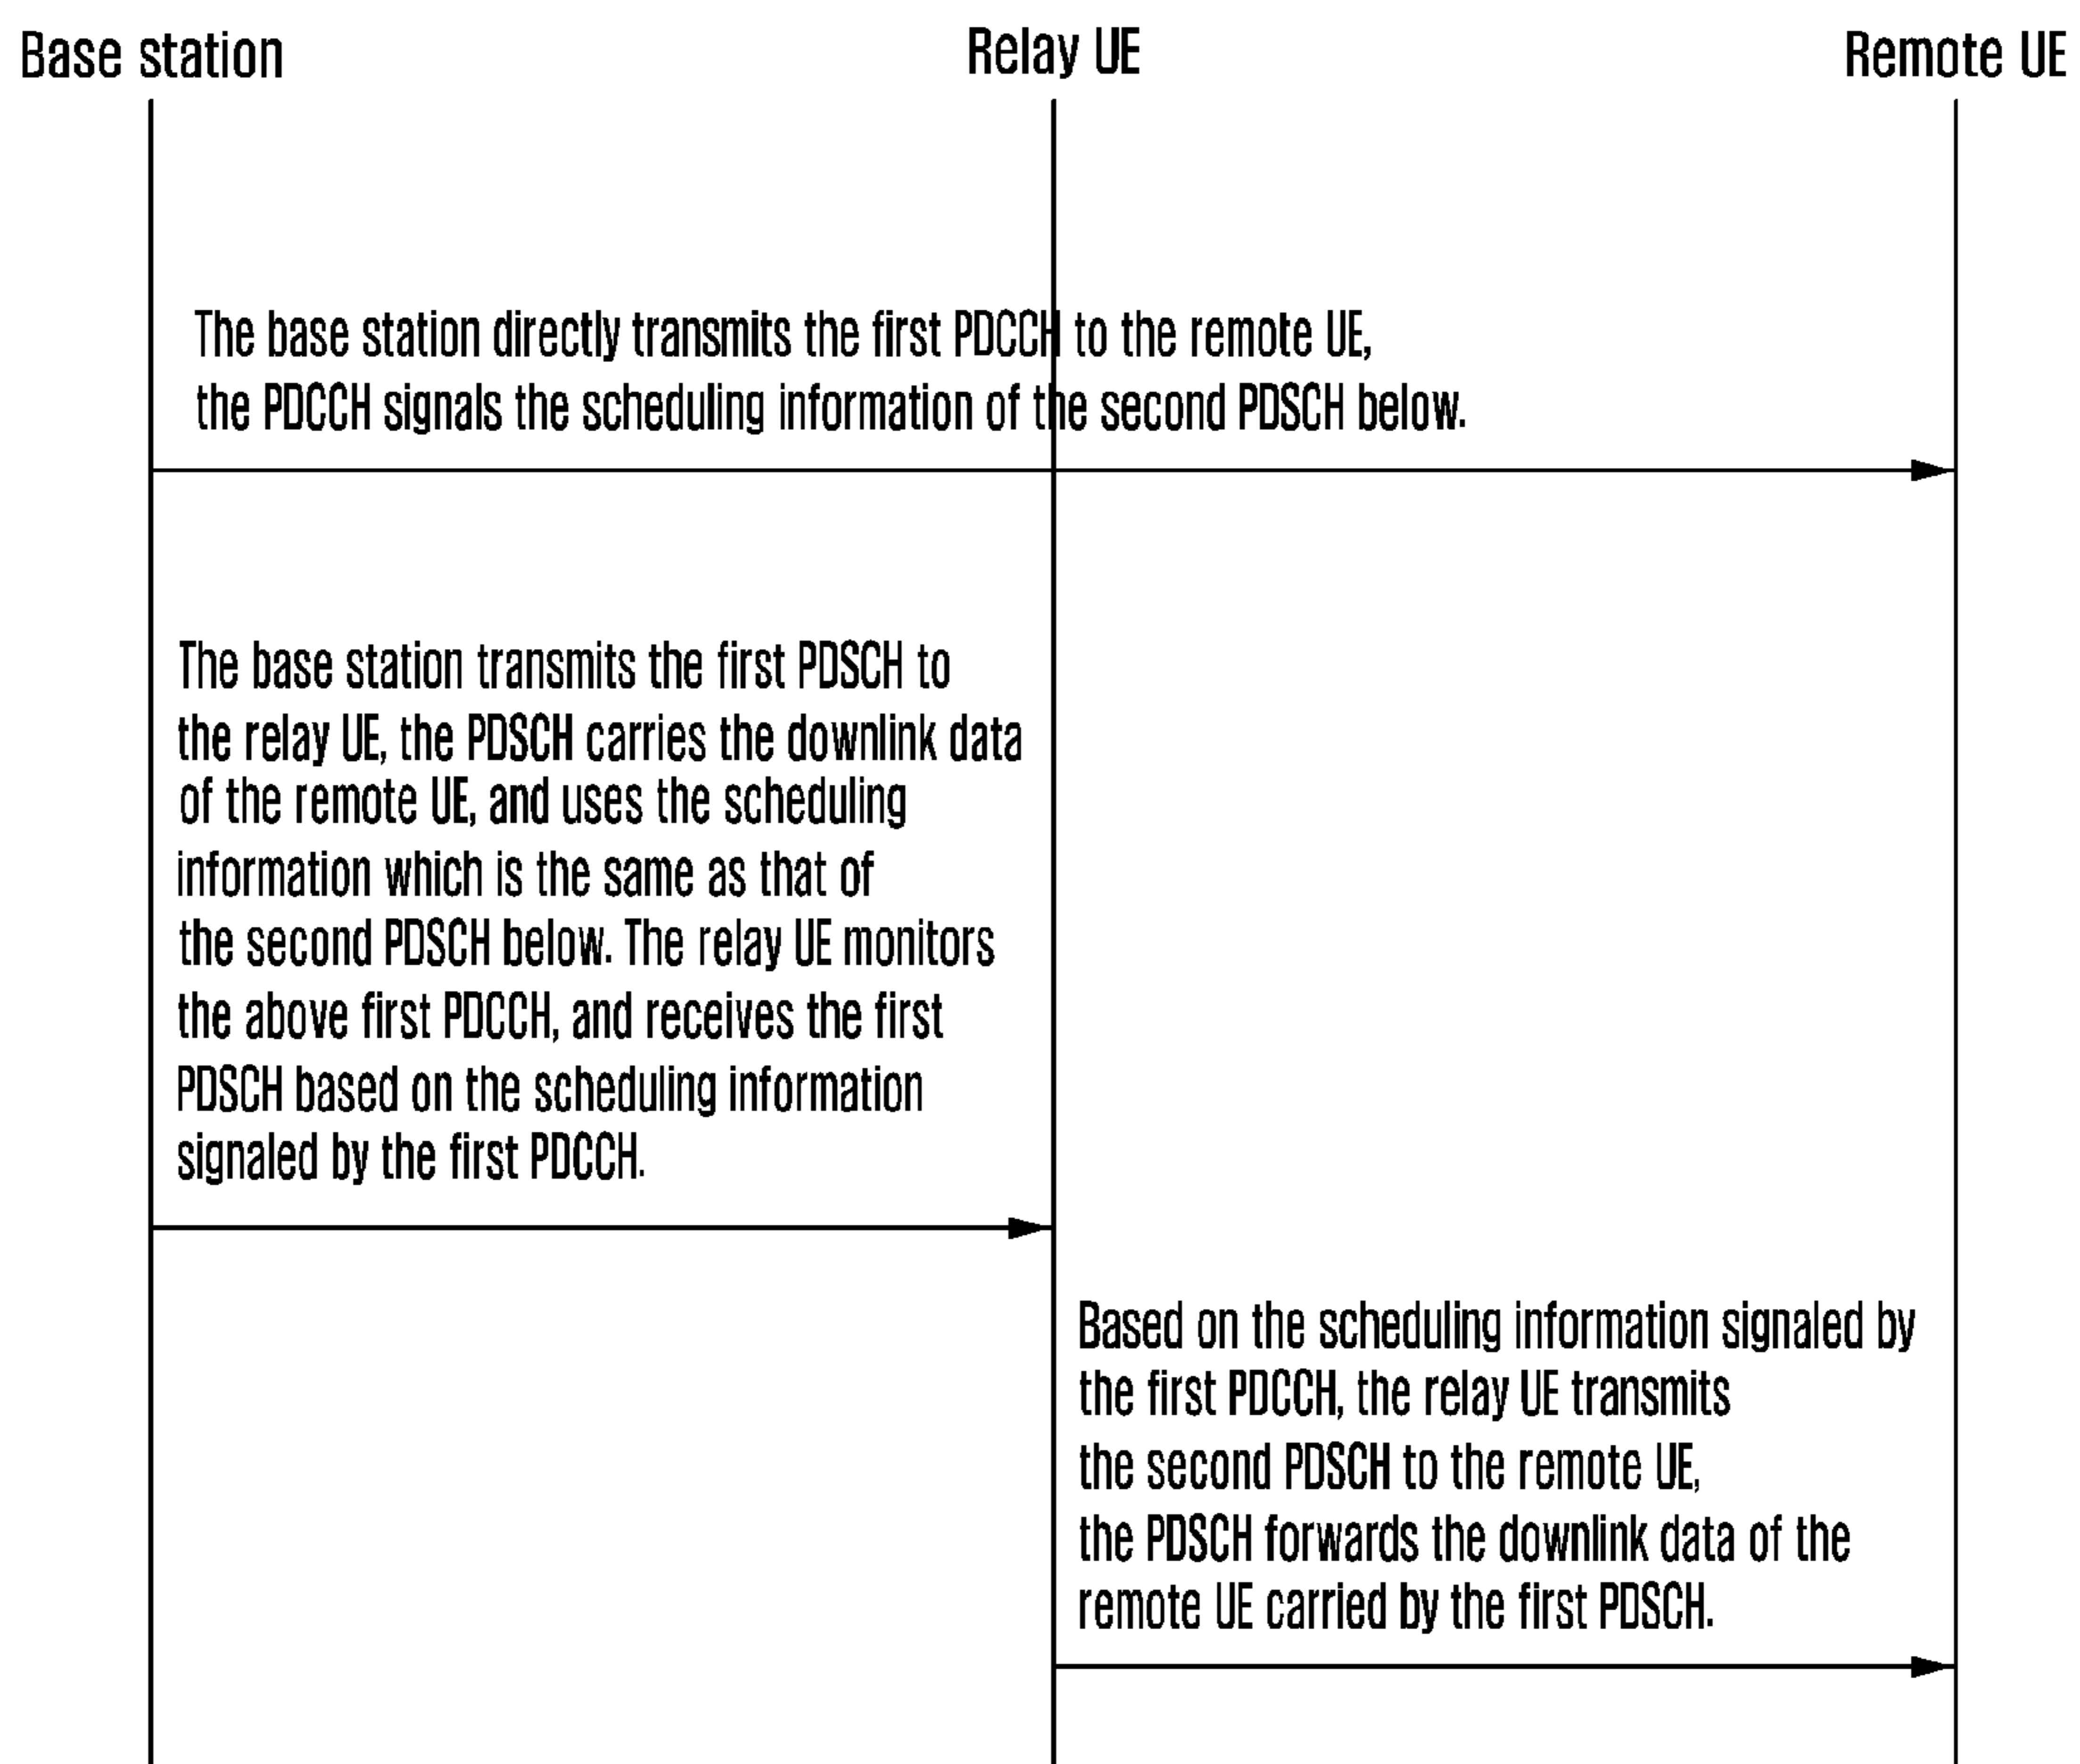 Base station
Relay UE
Remote UE
The base station directly transmits the first PDCCH to the remote UE,
the PDCCH signals the scheduling information of the second PDSCH below.
The base station transmits the first PDSCH to
the relay UE, the PDSCH carries the downlink data
of the remote UE, and uses the scheduling
information which is the same as that of
the second PDSCH below. The relay UE monitors
the above first PDCCH, and receives the first
PDSCH based on the scheduling information
signaled by the first PDCCH.
Based on the scheduling information signaled by
the first PDCCH, the relay UE transmits
the second PDSCH to the remote UE,
the PDSCH forwards the downlink data of the
remote UE carried by the first PDSCH.